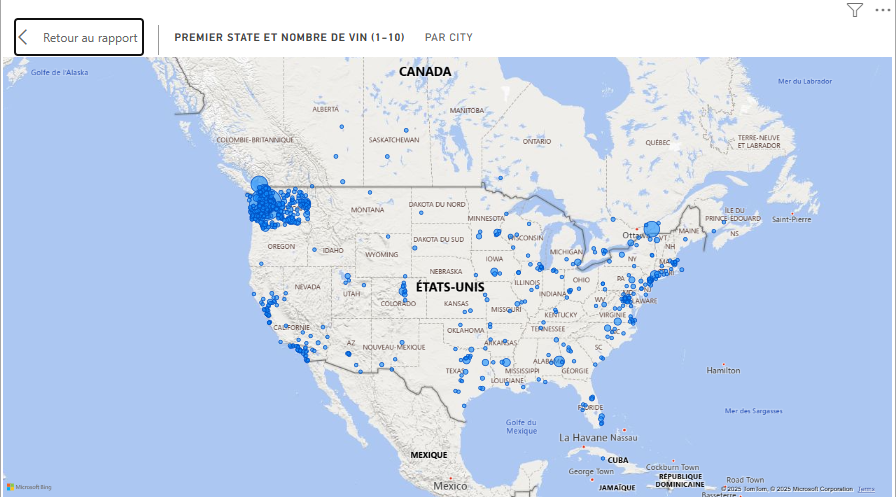 Retour au rapport
PREMIER STATE ET NOMBRE DE VIN (1–10)
PAR CITY
Golfe de l'Alaska
CANADA
Mer du Labrador
ALBERTA
MANITOBA
COLOMBIE-BRITANNIQUE
SASKATCHEWAN
ONTARIO
QUÉBEC
TERRE-NEUVE
ET LABRADOR
ILE DU
PRINCE-ÉDOUARD
Saint-Pierre
MONTANA
DAKOTA DU NORD
MINNESOTA
MAINE
NS
VT
NH
OREGON
IDAHO
DAKOTA DU SUD
WISCONSIN
MICHIGAN
NY
WYOMING
IOWA
NEBRASKA
PA
OHIO
NEVADA
UTAH
COLORADO
ÉTATS-UNIS
ILLINOIS
INDIANA
KANSAS
MISSOURI
WV
VIRGINIE
KENTUCKY
CALIFORNIE
OKLAHOMA
TENNESSEE
AZ
NOUVEAU-MEXIQUE
ARKANSAS
SC
TEXAS
MISSISSIPPI
ALABAMA
GÉORGIE
LOUISIANE
Hamilton
FLORIDE
Mer des Sargasses
Golfe du
Mexique
MEXIQUE
La Havane
Nassau
CUBA
Cockburn Town
George Town
RÉPUBLIQUE
DOMINICAINE
Road Town
JAMAÏQUE
Mexico
Basseterre
Microsoft Bing
© 2025 TomTom, © 2025 Microsoft Corporation
Terms